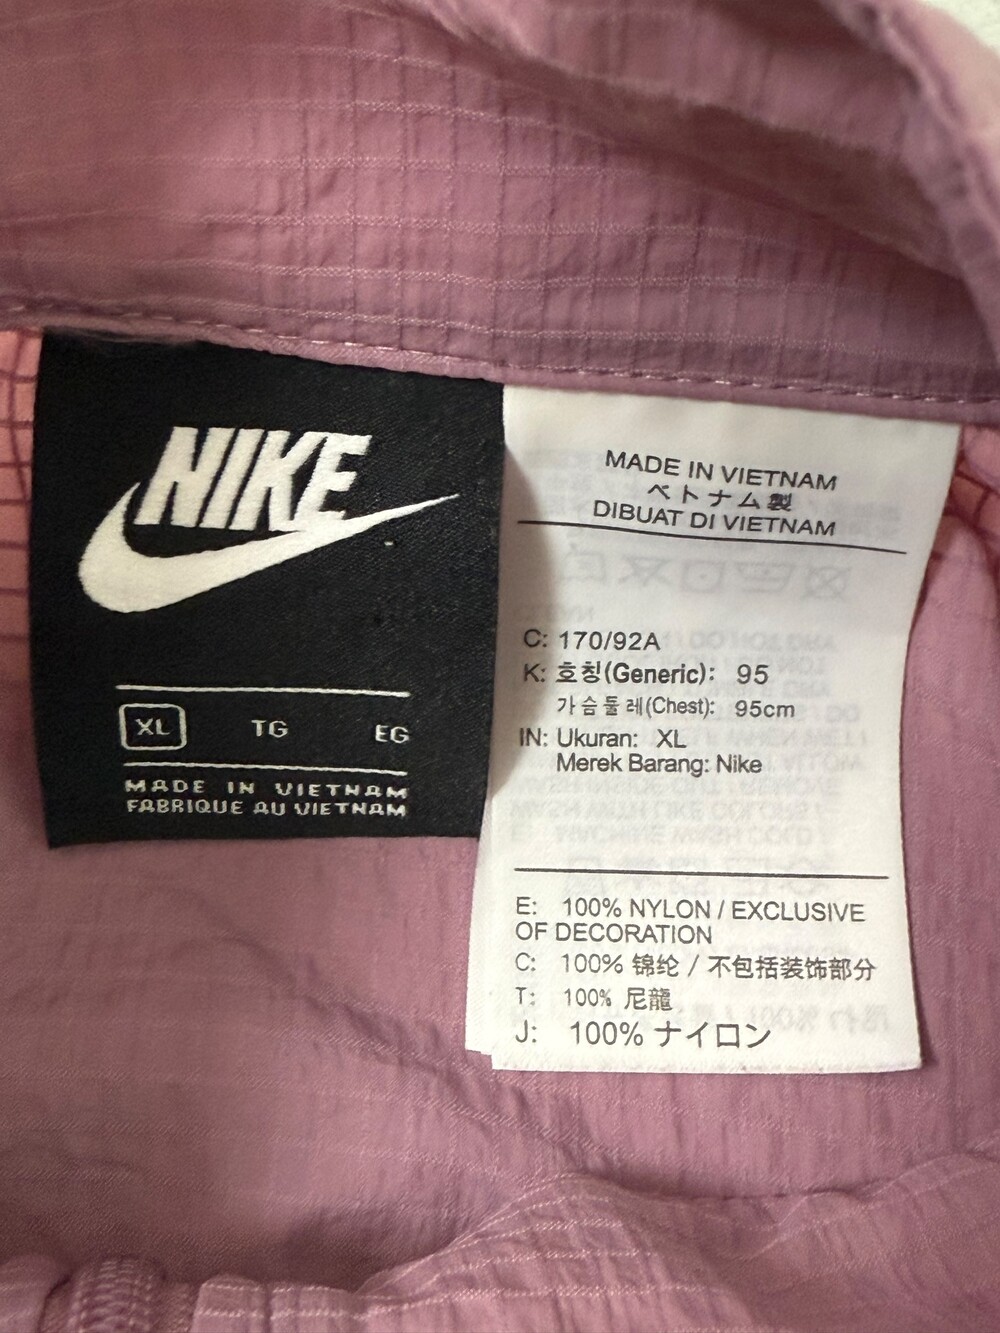 NIKE
XL TG EG
MADE IN VIETNAM
FABRIQUE AU VIETNAM
MADE IN VIETNAM
ベトナム製
DIBUAT DI VIETNAM
C: 170/92A
K: 호칭(Generic): 95
가슴둘레(Chest): 95cm
IN: Ukuran: XL
Merek Barang: Nike
E: 100% NYLON / EXCLUSIVE
OF DECORATION
C: 100% 锦纶 / 不包括装饰部分
T: 100% 尼龍
J: 100% ナイロン